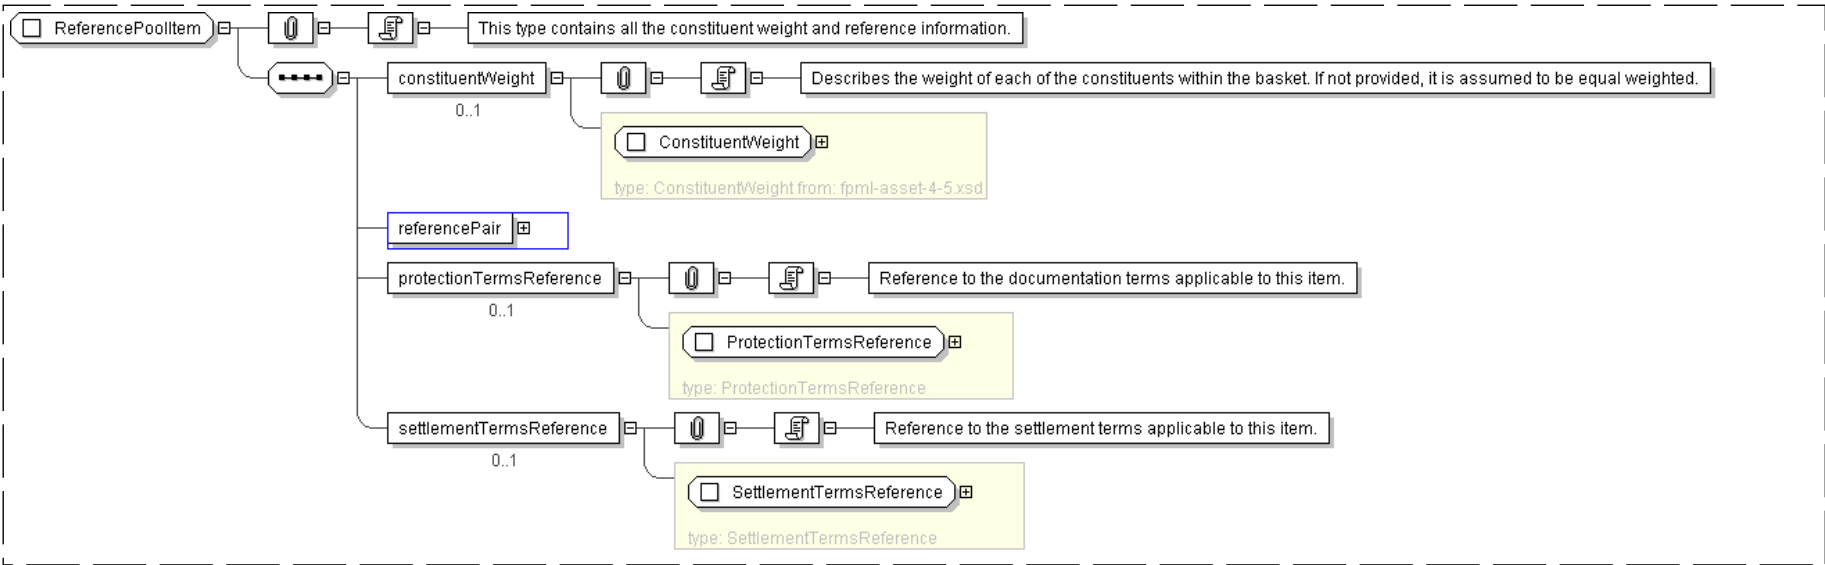 ReferencePoolItem
This type contains all the constituent weight and reference information.
constituentWeight
Describes the weight of each of the constituents within the basket. If not provided, it is assumed to be equal weighted.
0..1
ConstituentWeight
type: ConstituentWeight from: fpml-asset-4-5.xsd
referencePair
protectionTermsReference
Reference to the documentation terms applicable to this item.
0..1
ProtectionTermsReference
type: ProtectionTermsReference
settlementTermsReference
Reference to the settlement terms applicable to this item.
0..1
SettlementTermsReference
type: SettlementTermsReference